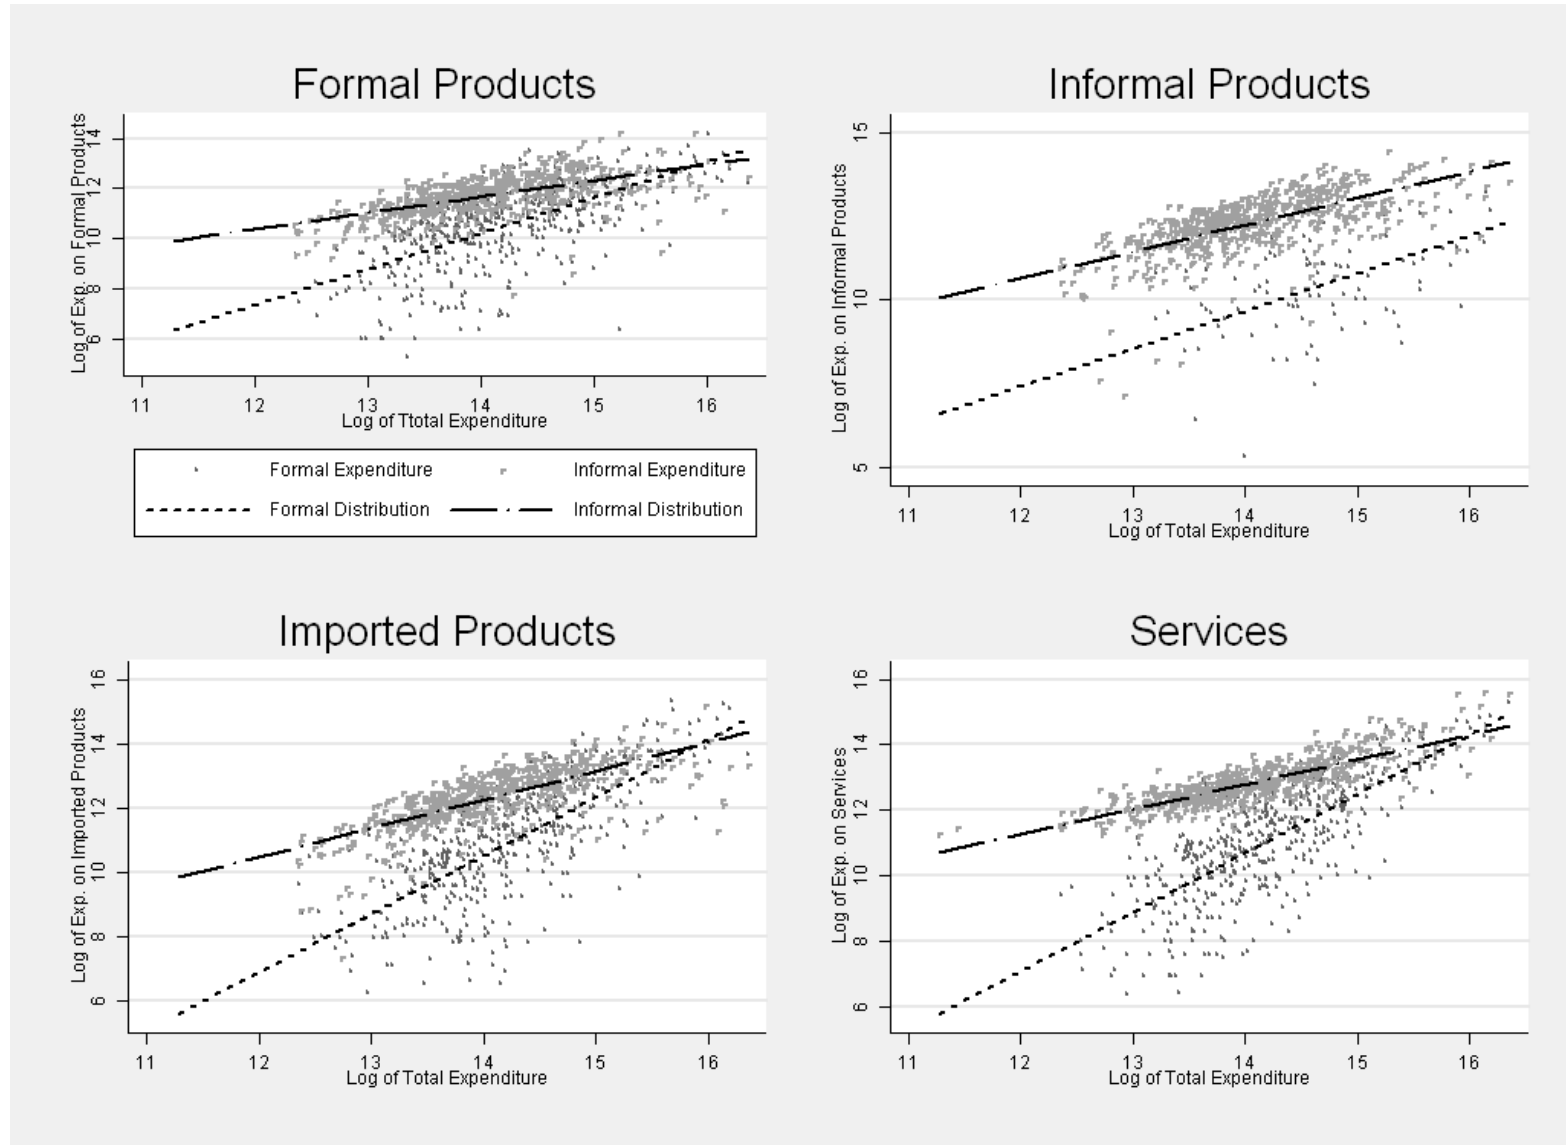 Formal Products
Log of Exp. on Formal Products
14
12
10
8
6
11 12 13 14 15 16
Log of Ttotal Expenditure
Formal Expenditure Informal Expenditure
Formal Distribution Informal Distribution
Informal Products
Log of Exp. on Informal Products
15
10
5
11 12 13 14 15 16
Log of Total Expenditure
Imported Products
Log of Exp. on Imported Products
16
14
12
10
8
6
11 12 13 14 15 16
Log of Total Expenditure
Services
Log of Exp. on Services
16
14
12
10
8
6
11 12 13 14 15 16
Log of Total Expenditure